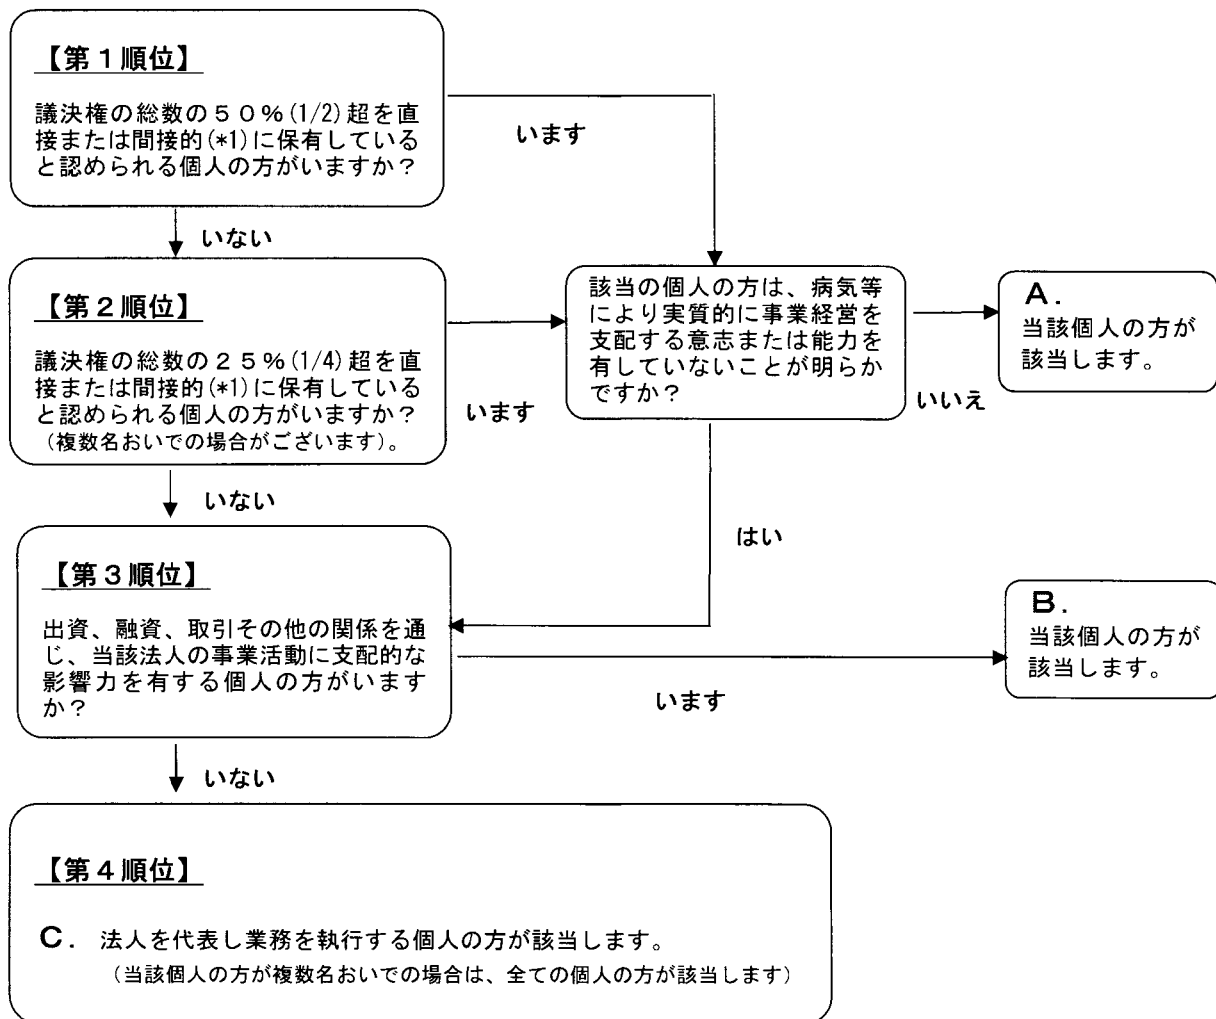 【第1順位】
議決権の総数の50%(1/2)超を直
接または間接的(*1)に保有している
と認められる個人の方がいますか?
います
いない
【第2順位】
議決権の総数の25%(1/4)超を直
接または間接的(*1)に保有している
と認められる個人の方がいますか?
(複数名おいでの場合がございます)。
います
該当の個人の方は、病気等
により実質的に事業経営を
支配する意志または能力を
有していないことが明らか
ですか?
いいえ
A.
当該個人の方が
該当します。
いない
はい
【第3順位】
出資、融資、取引その他の関係を通
じ、当該法人の事業活動に支配的な
影響力を有する個人の方がいます
か?
います
B.
当該個人の方が
該当します。
いない
【第4順位】
C. 法人を代表し業務を執行する個人の方が該当します。
(当該個人の方が複数名おいでの場合は、全ての個人の方が該当します)